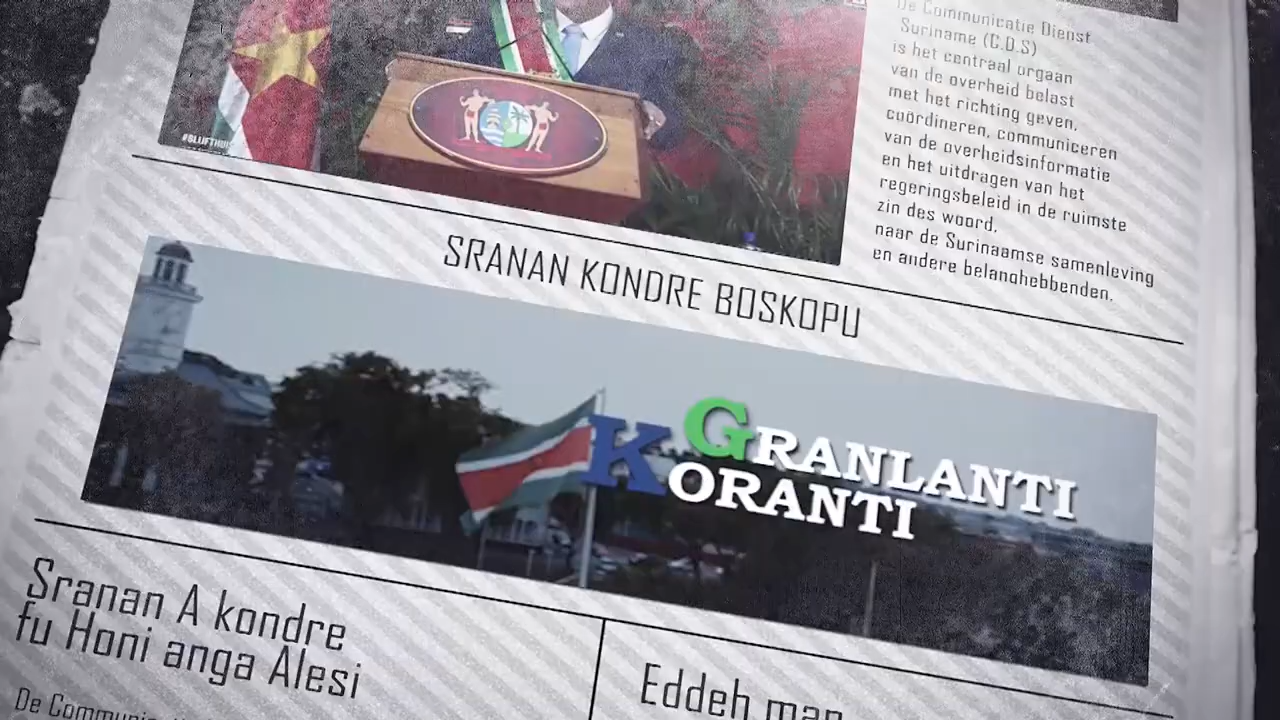 De Communicatie Dienst
Suriname (C.D.S)
is het centraal orgaan
van de overheid belast
met het richting geven,
coördineren, communiceren
van de overheidsinformatie
en het uitdragen van het
regeringsbeleid in de ruimste
zin des woord,
naar de Surinaamse samenleving
en andere belanghebbenden.
SRANAN KONDRE BOSKOPU
GRANLANTI
KORANTI
Sranan A kondre
fu Honi anga Alesi
De
Eddeh man